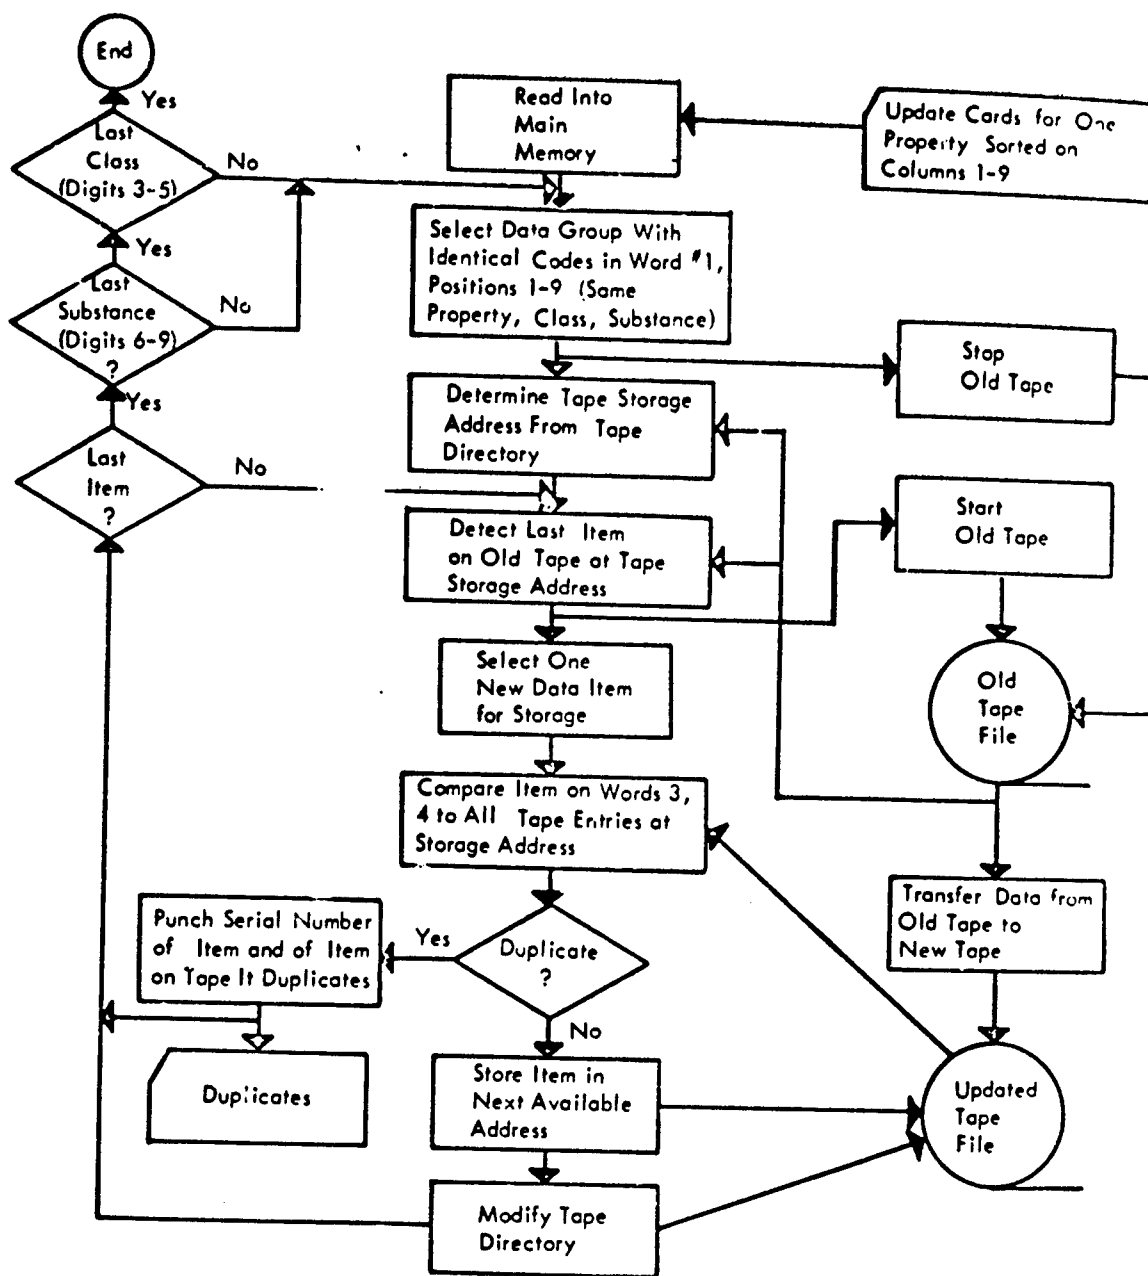 End
Yes
Last
Class
(Digits 3-5)
No
Read Into
Main
Memory
Update Cards for One
Property Sorted on
Columns 1-9
Yes
Last
Substance
(Digits 6-9)
?
No
Select Data Group With
Identical Codes in Word #1,
Positions 1-9 (Same
Property, Class, Substance)
Stop
Old Tape
Yes
Last
Item
?
No
Determine Tape Storage
Address From Tape
Directory
Detect Last Item
on Old Tape at Tape
Storage Address
Start
Old Tape
Select One
New Data Item
for Storage
Old
Tape
File
Compare Item on Words 3,
4 to All Tape Entries at
Storage Address
Transfer Data from
Old Tape to
New Tape
Punch Serial Number
of Item and of Item
on Tape It Duplicates
Yes
Duplicate
?
No
Duplicates
Store Item in
Next Available
Address
Updated
Tape
File
Modify Tape
Directory